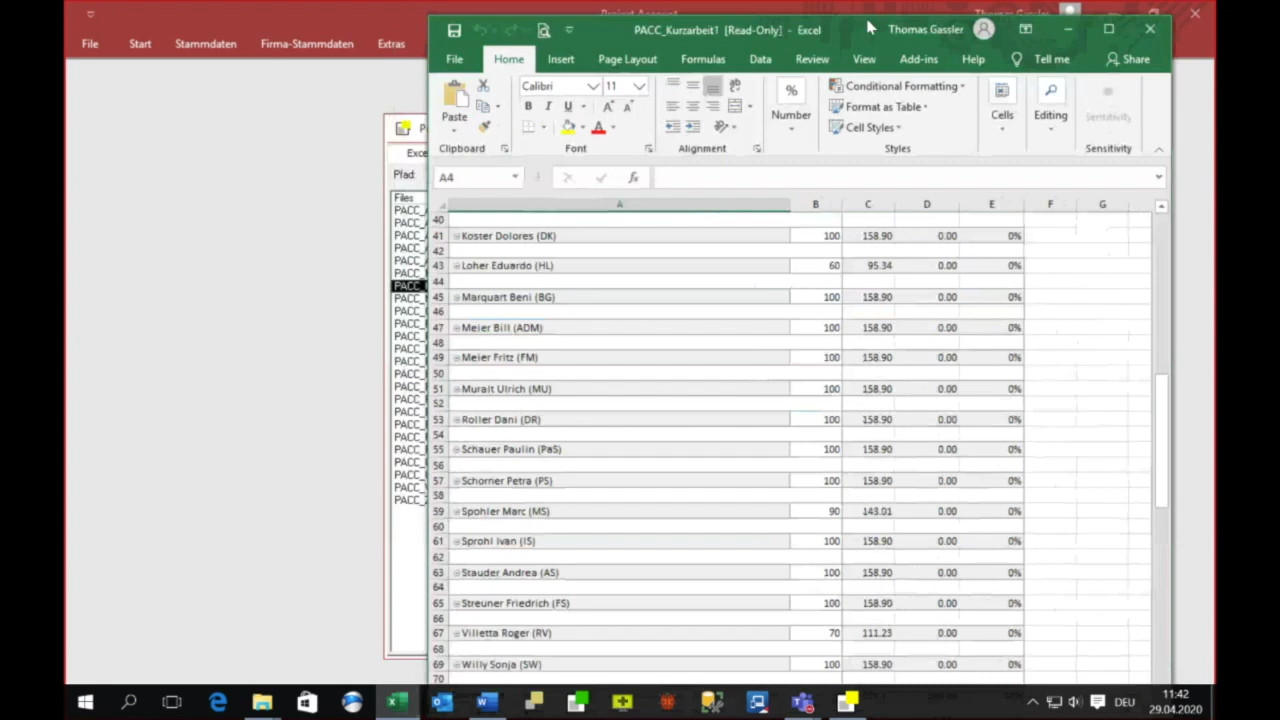 Thomas Gassler
File Start Stammdaten Firma-Stammdaten Extras
PACC_Kurzarbeit1 [Read-Only] - Excel
Thomas Gassler
File Home Insert Page Layout Formulas Data Review View Add-ins Help Tell me Share
Paste
Calibri 11
B I U
%
Number
Conditional Formatting
Format as Table
Cell Styles
Cells
Editing
Sensitivity
Clipboard Font Alignment Styles Sensitivity
A4
fx
Exce
Pfad:
Files
A B C D E F G
40
41 Koster Dolores (DK) 100 158.90 0.00 0%
42
43 Loher Eduardo (HL) 60 95.34 0.00 0%
44
45 Marquart Beni (BG) 100 158.90 0.00 0%
46
47 Meier Bill (ADM) 100 158.90 0.00 0%
48
49 Meier Fritz (FM) 100 158.90 0.00 0%
50
51 Muralt Ulrich (MU) 100 158.90 0.00 0%
52
53 Roller Dani (DR) 100 158.90 0.00 0%
54
55 Schauer Paulin (PaS) 100 158.90 0.00 0%
56
57 Schorner Petra (PS) 100 158.90 0.00 0%
58
59 Spohler Marc (MS) 90 143.01 0.00 0%
60
61 Sprohl Ivan (IS) 100 158.90 0.00 0%
62
63 Stauder Andrea (AS) 100 158.90 0.00 0%
64
65 Streuner Friedrich (FS) 100 158.90 0.00 0%
66
67 Villetta Roger (RV) 70 111.23 0.00 0%
68
69 Willy Sonja (SW) 100 158.90 0.00 0%
70
DEU
11:42
29.04.2020